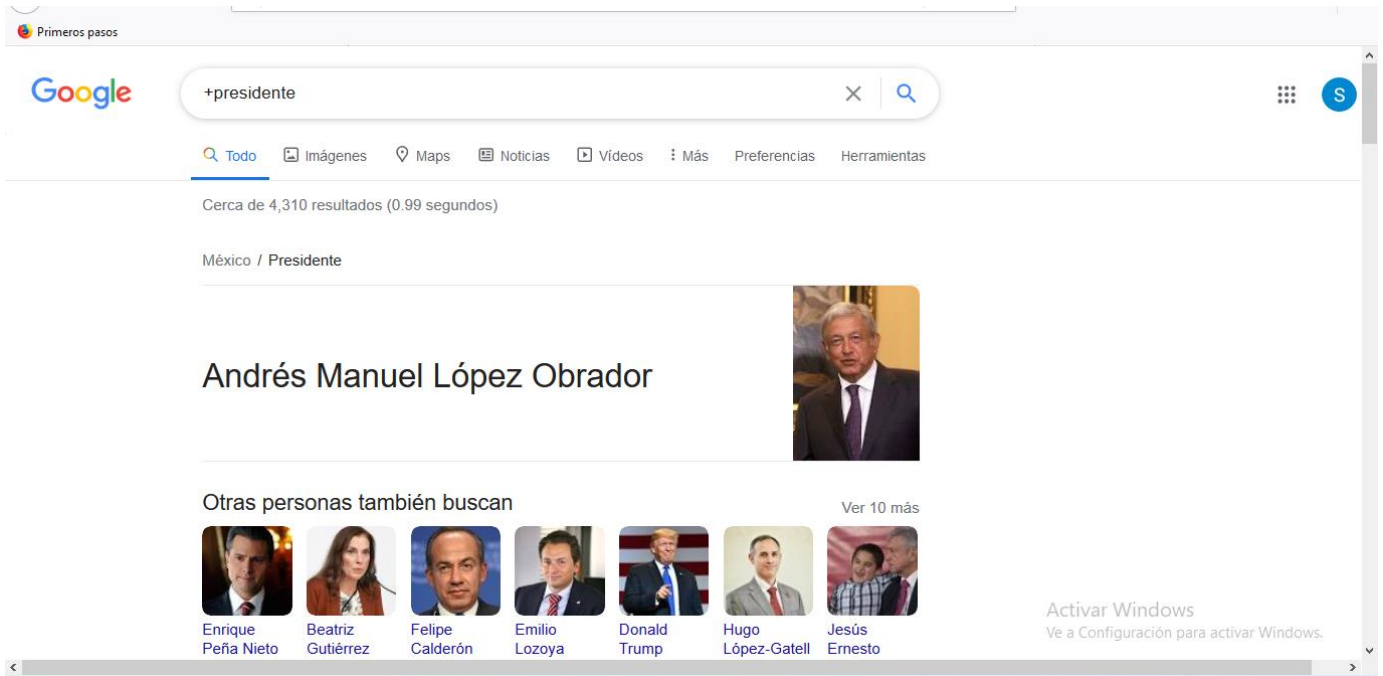 Primeros pasos
Google
+presidente
S
Todo Imágenes Maps Noticias Vídeos Más Preferencias Herramientas
Cerca de 4,310 resultados (0.99 segundos)
México / Presidente
Andrés Manuel López Obrador
Otras personas también buscan
Ver 10 más
Enrique Peña Nieto
Beatriz Gutiérrez
Felipe Calderón
Emilio Lozoya
Donald Trump
Hugo López-Gatell
Jesús Ernesto
Activar Windows
Ve a Configuración para activar Windows.